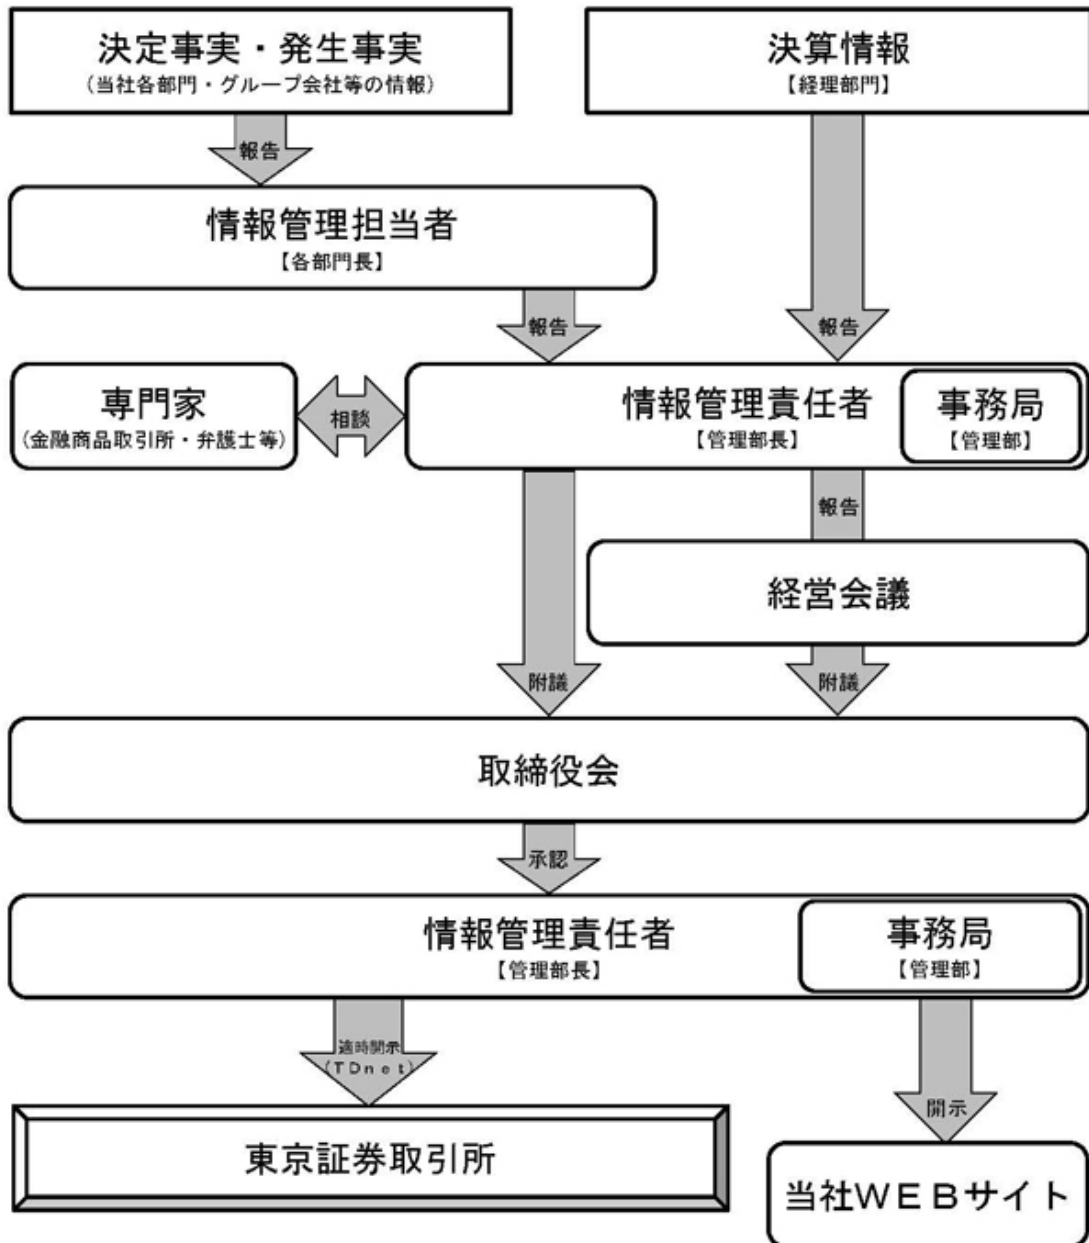 決定事実・発生事実
（当社各部門・グループ会社等の情報）
決算情報
【経理部門】
報告
情報管理担当者
【各部門長】
報告
報告
専門家
（金融商品取引所・弁護士等）
相談
情報管理責任者
【管理部長】
事務局
【管理部】
報告
経営会議
附議
附議
取締役会
承認
情報管理責任者
【管理部長】
事務局
【管理部】
適時開示
（ＴＤｎｅｔ）
開示
東京証券取引所
当社ＷＥＢサイト